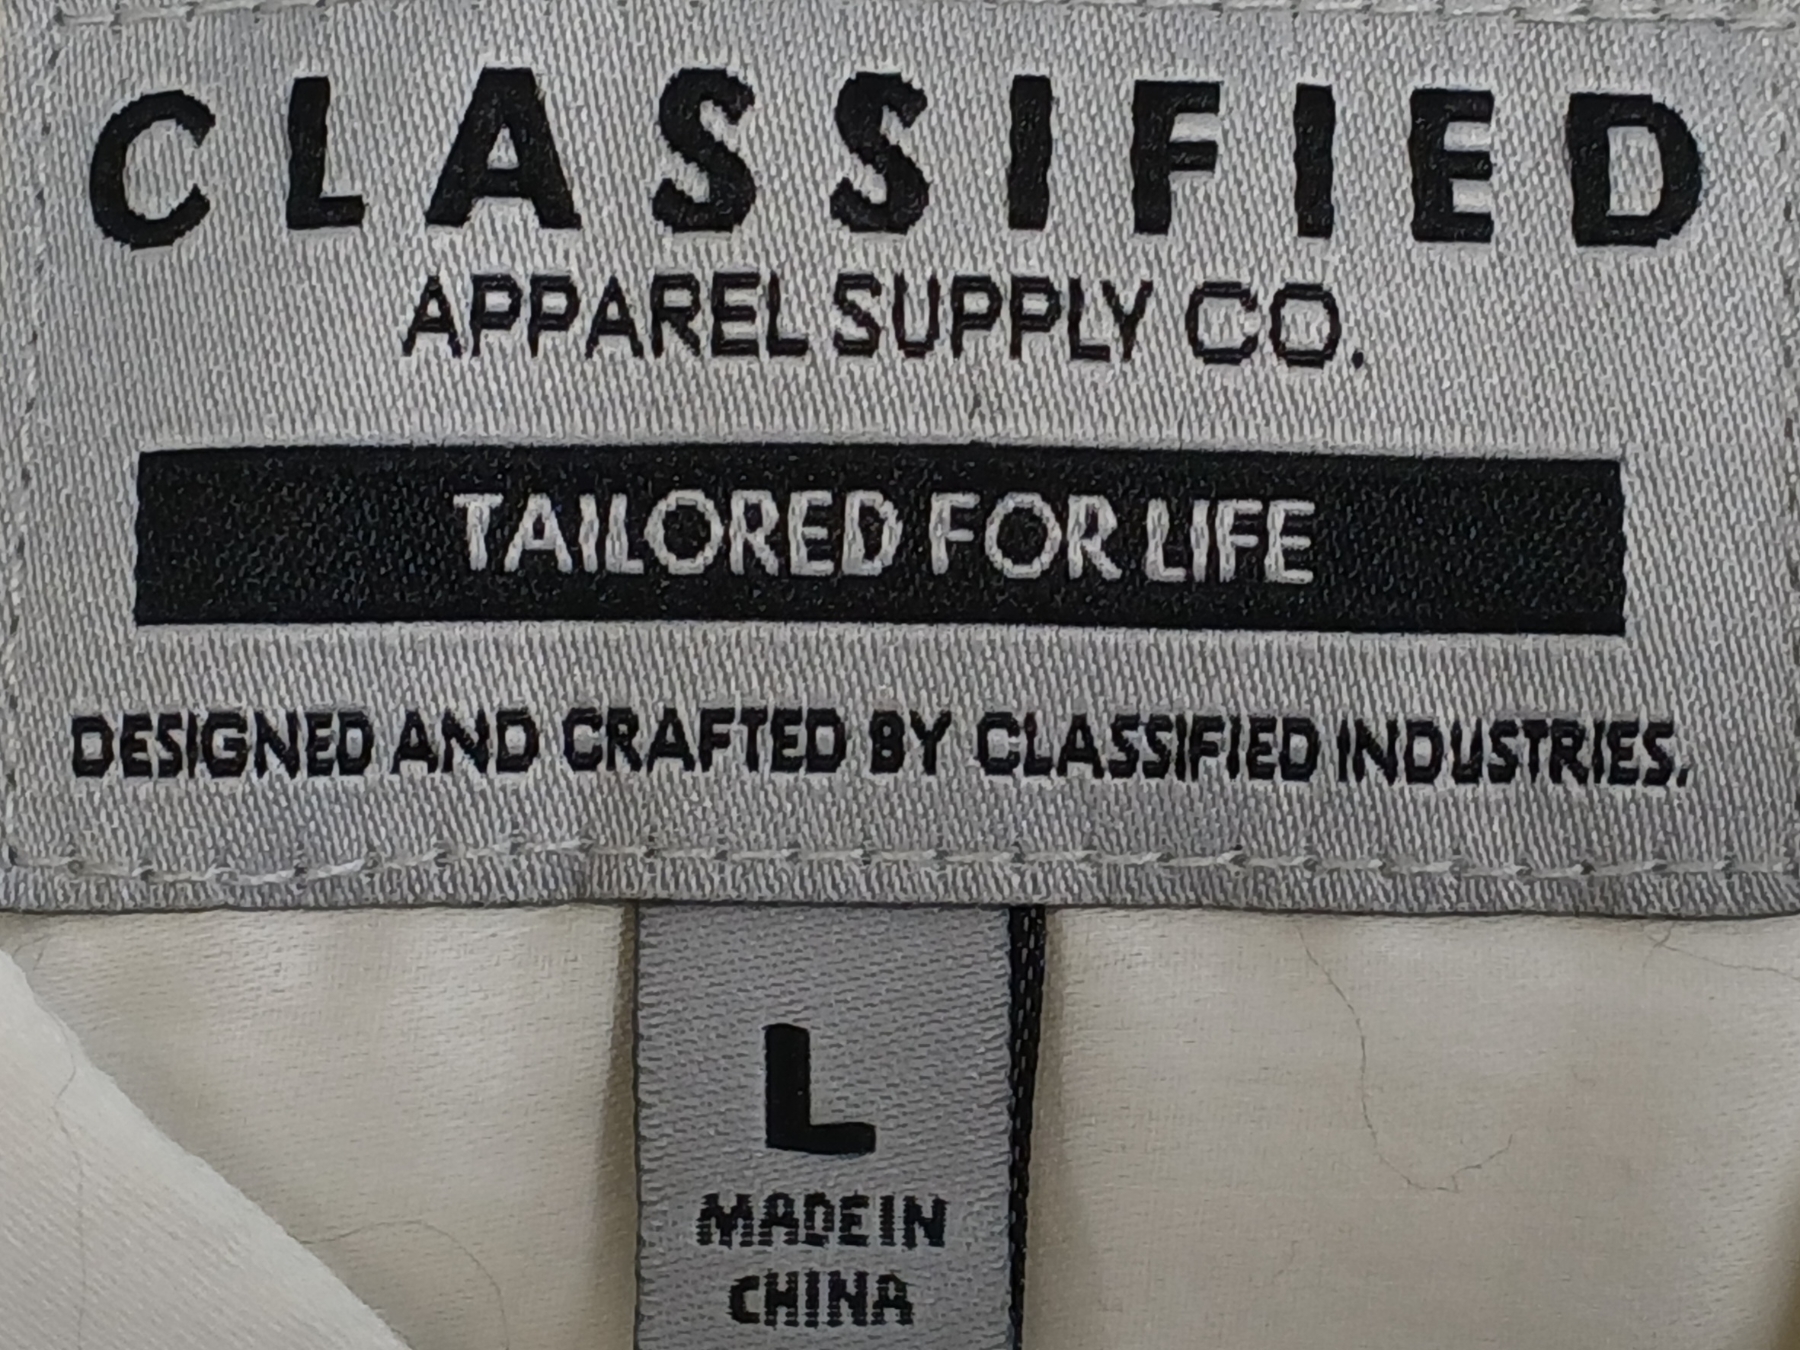 CLASSIFIED
APPAREL SUPPLY CO.
TAILORED FOR LIFE
DESIGNED AND CRAFTED BY CLASSIFIED INDUSTRIES.
L
MADE IN
CHINA